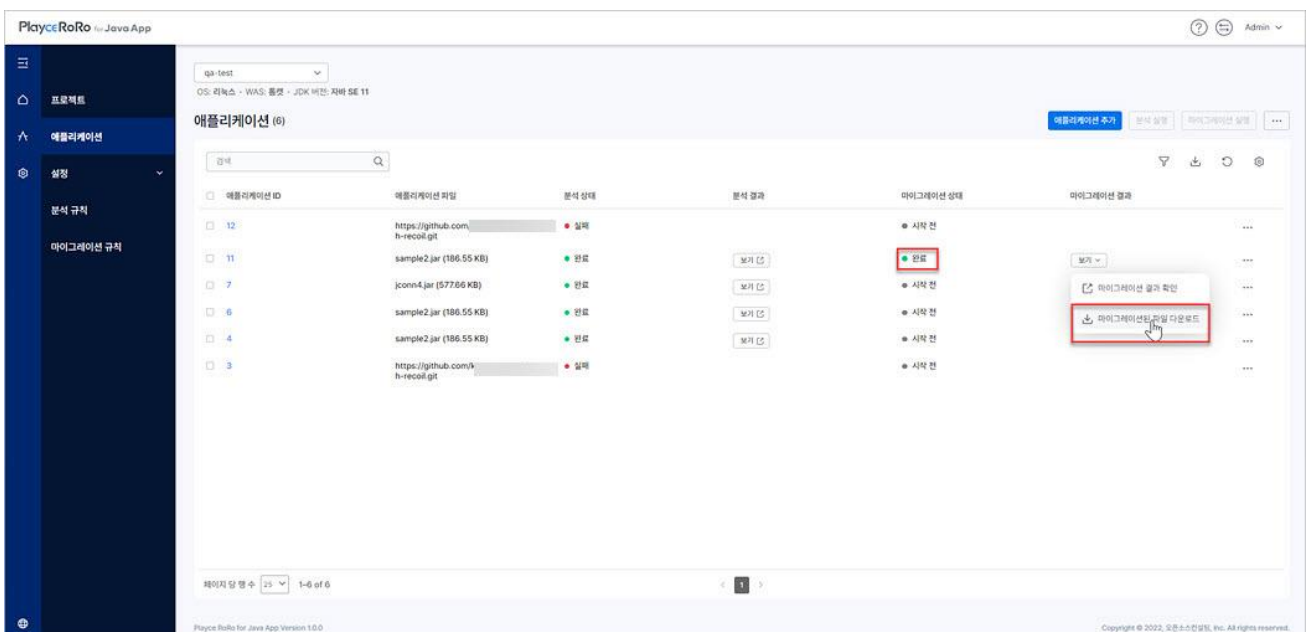 PlayceRoRo for Java App
Admin
qa-test
OS: 리눅스 · WAS: 톰캣 · JDK 버전: 자바 SE 11
프로젝트
애플리케이션 (6)
애플리케이션 추가 분석 실행 마이그레이션 실행 ...
애플리케이션
검색
설정
애플리케이션 ID 애플리케이션 파일 분석 상태 분석 결과 마이그레이션 상태 마이그레이션 결과
분석 규칙
12 https://github.com/ 실패 시작 전 ...
h-recoil.git
마이그레이션 규칙
11 sample2.jar (186.55 KB) 완료 보기 완료 보기 ...
7 jconn4.jar (577.66 KB) 완료 보기 시작 전 마이그레이션 결과 확인 ...
6 sample2.jar (186.55 KB) 완료 보기 시작 전 마이그레이션된 파일 다운로드 ...
4 sample2.jar (186.55 KB) 완료 보기 시작 전 ...
3 https://github.com/k 실패 시작 전 ...
h-recoil.git
페이지 당 행 수 25 1-6 of 6 < 1 >
Playce RoRo for Java App Version 1.0.0 Copyright © 2022, 오픈소스컨설팅, Inc. All rights reserved.